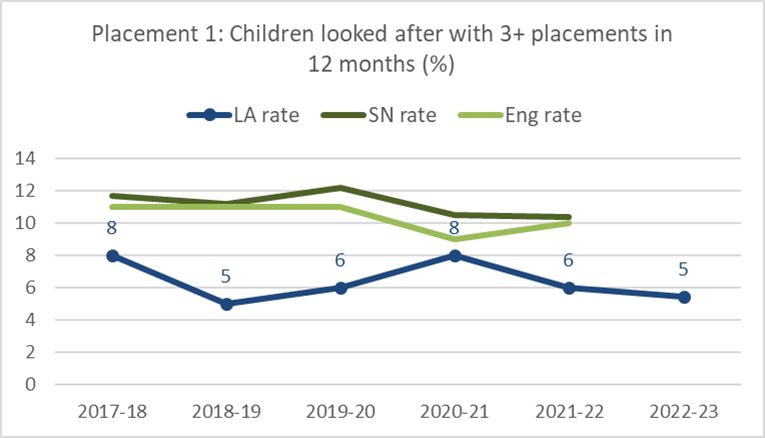 Placement 1: Children looked after with 3+ placements in
12 months (%)
LA rate SN rate Eng rate
14
12
10
8
6
4
2
0
8 5 6 8 6 5
2017-18 2018-19 2019-20 2020-21 2021-22 2022-23